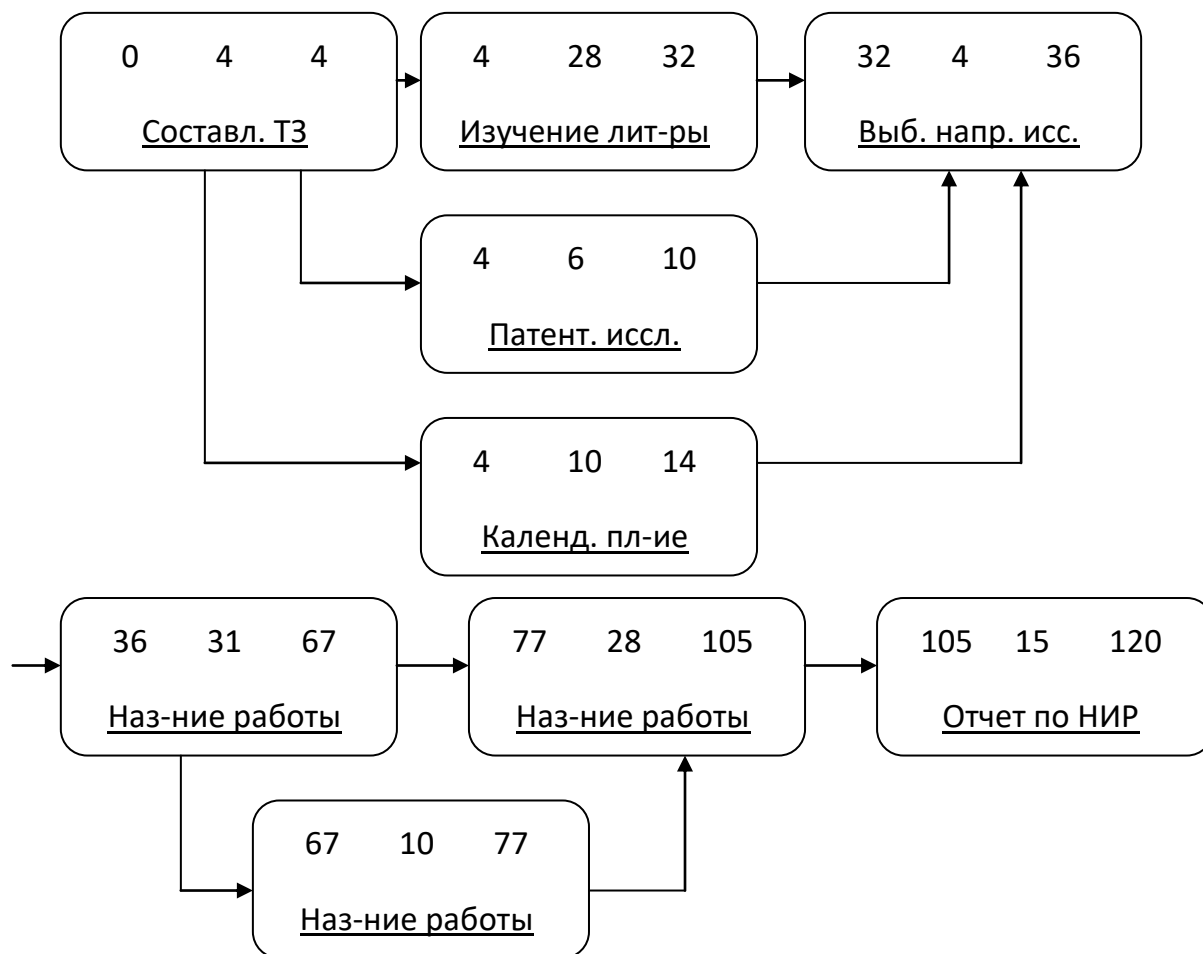 0 4 4
Составл. ТЗ
4 28 32
Изучение лит-ры
32 4 36
Выб. напр. исс.
4 6 10
Патент. иссл.
4 10 14
Календ. пл-ие
36 31 67
Наз-ние работы
77 28 105
Наз-ние работы
105 15 120
Отчет по НИР
67 10 77
Наз-ние работы